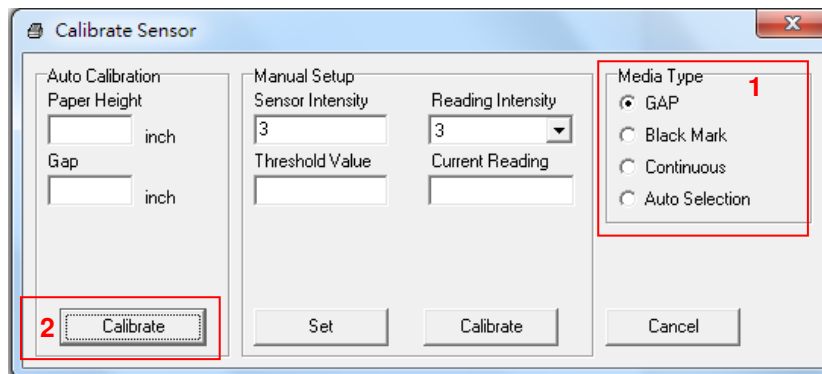 Calibrate Sensor
Auto Calibration
Paper Height
inch
Gap
inch
2
Calibrate
Manual Setup
Sensor Intensity
3
Reading Intensity
3
Threshold Value
Current Reading
Set
Calibrate
Media Type
1
GAP
Black Mark
Continuous
Auto Selection
Cancel